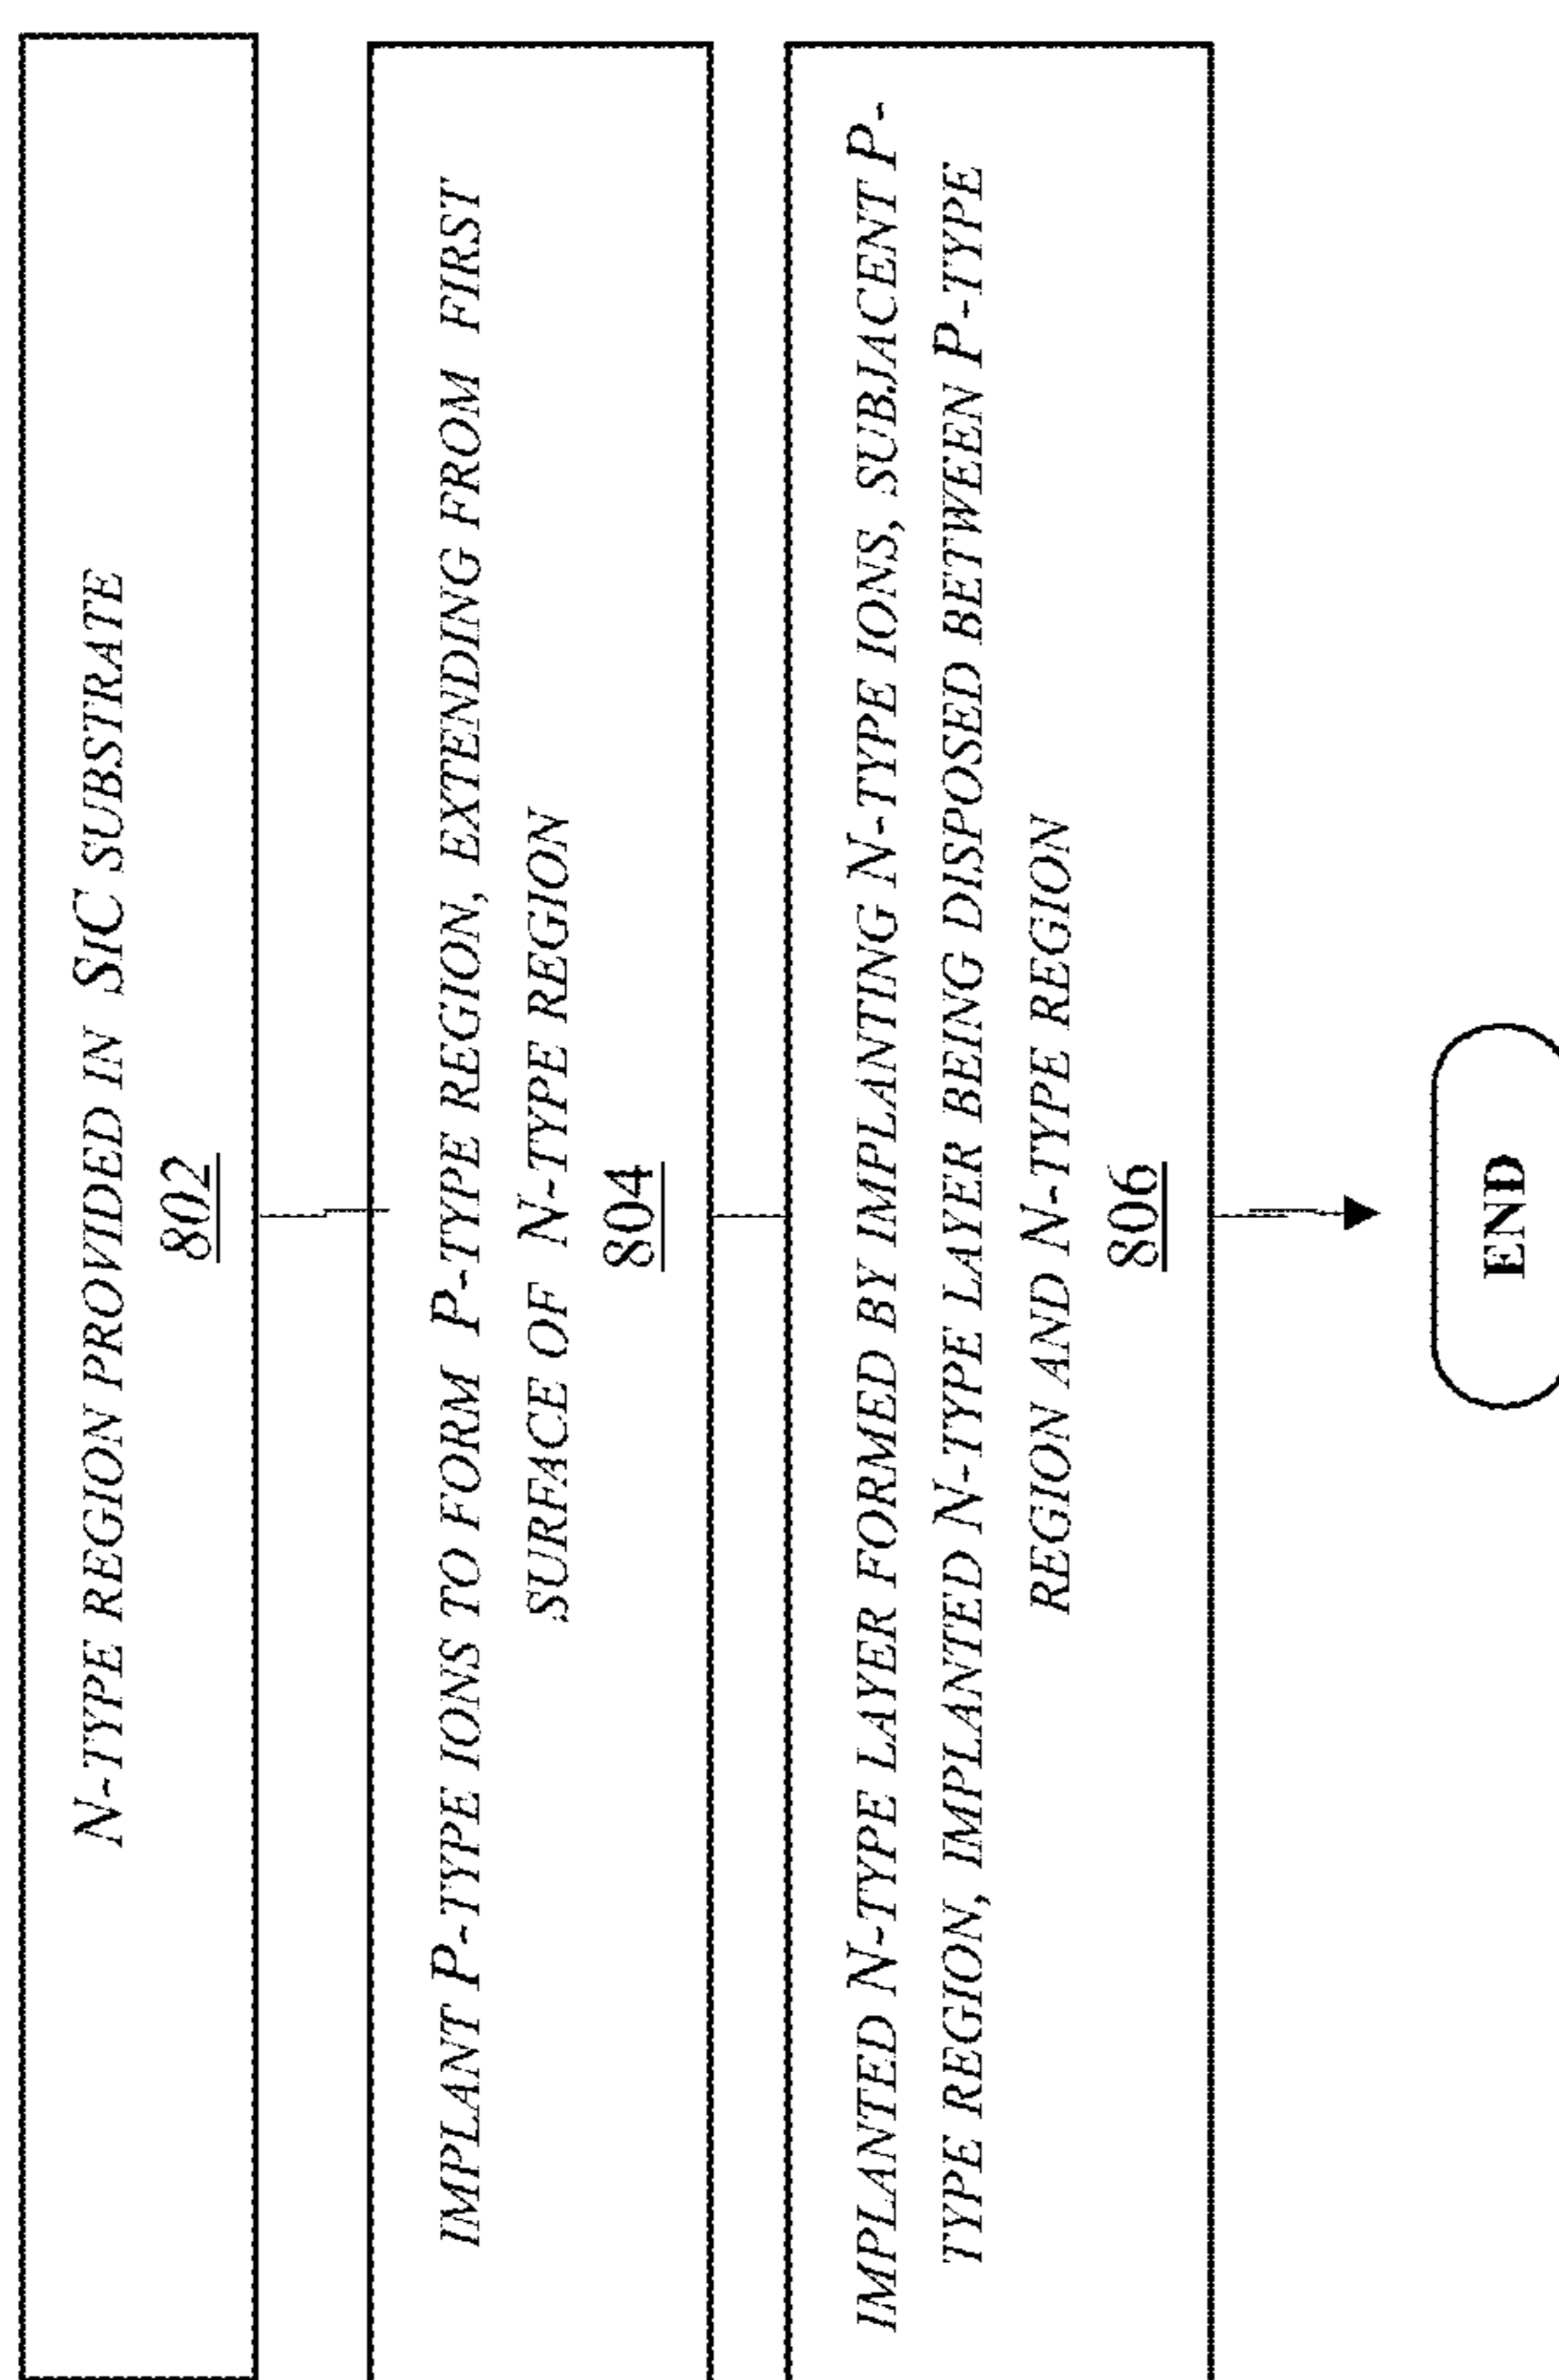 N-TYPE REGION PROVIDED IN SIC SUBSTRATE
802
IMPLANT P-TYPE IONS TO FORM P-TYPE REGION, EXTENDING FROM FIRST
SURFACE OF N-TYPE REGION
804
IMPLANTED N-TYPE LAYER FORMED BY IMPLANTING N-TYPE IONS, SUBJACENT P-
TYPE REGION, IMPLANTED N-TYPE LAYER BEING DISPOSED BETWEEN P-TYPE
REGION AND N-TYPE REGION
806
END